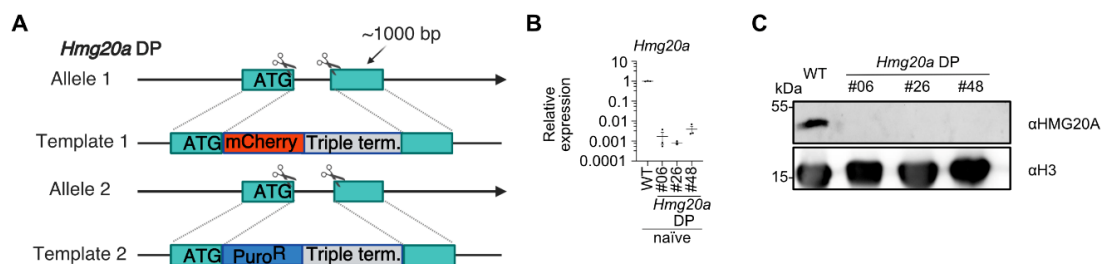 A
Hmg20a DP
~1000 bp
Allele 1
ATG
Template 1
ATG mCherry Triple term.
Allele 2
ATG
Template 2
ATG PuroR Triple term.
B
Hmg20a
Relative
expression
10
1
0.1
0.01
0.001
0.0001
WT
#06
#26
#48
Hmg20a
DP
naïve
C
WT
Hmg20a DP
kDa
#06 #26 #48
55-
αHMG20A
15-
αH3